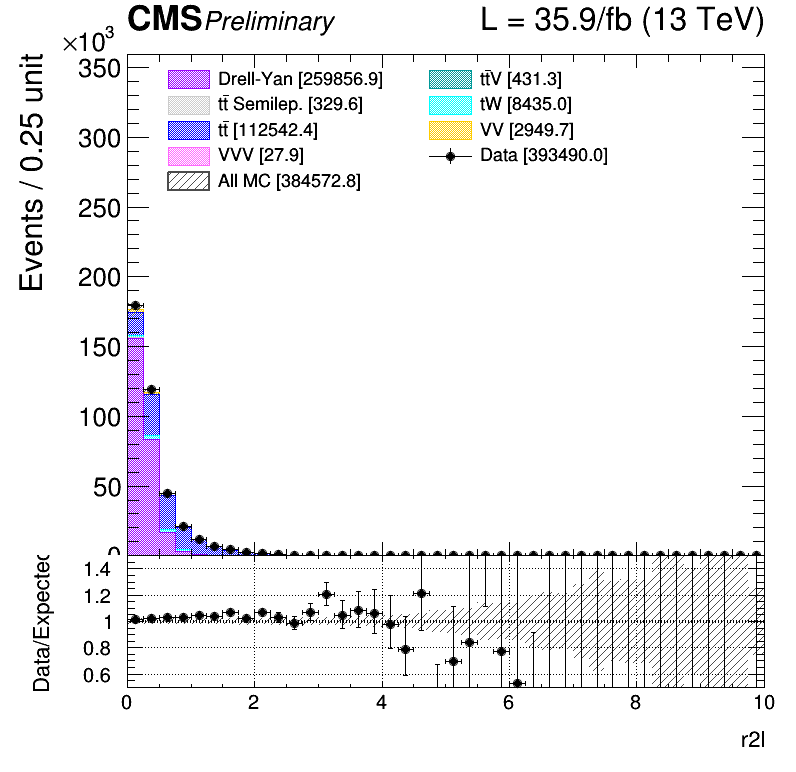 CMS Preliminary L = 35.9/fb (13 TeV)
×10³
Events / 0.25 unit
350
300
250
200
150
100
50
0
Drell-Yan [259856.9]
tt̄ Semilep. [329.6]
tt̄ [112542.4]
VVV [27.9]
All MC [384572.8]
tt̄V [431.3]
tW [8435.0]
VV [2949.7]
Data [393490.0]
Data/Expected
1.4
1.2
1
0.8
0.6
0 2 4 6 8 10
r2l